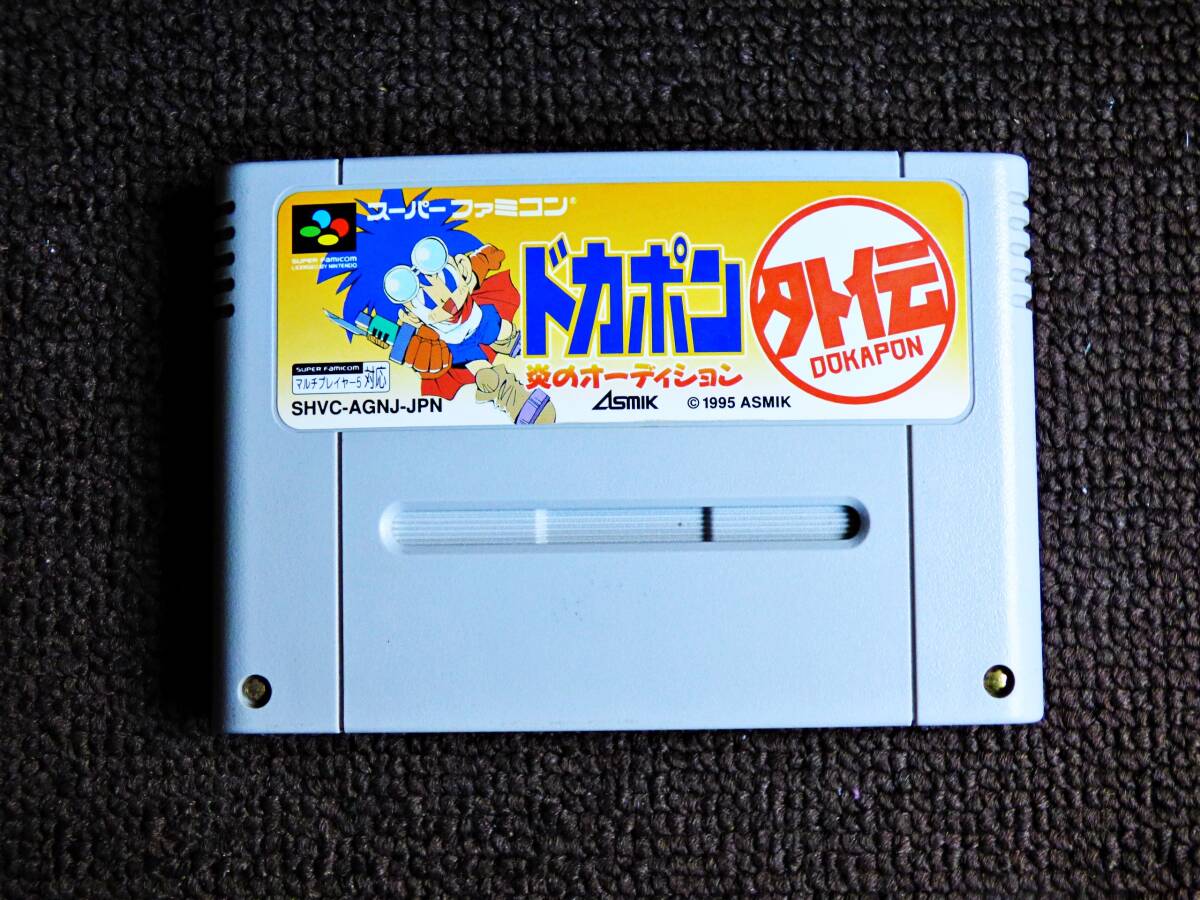 スーパーファミコン®
SUPER FAMICOM
LICENSED BY NINTENDO
ドカポン
外伝
DOKAPON
炎のオーディション
SUPER FAMICOM
マルチプレイヤー5 対応
SHVC-AGNJ-JPN
ASMIK
© 1995 ASMIK